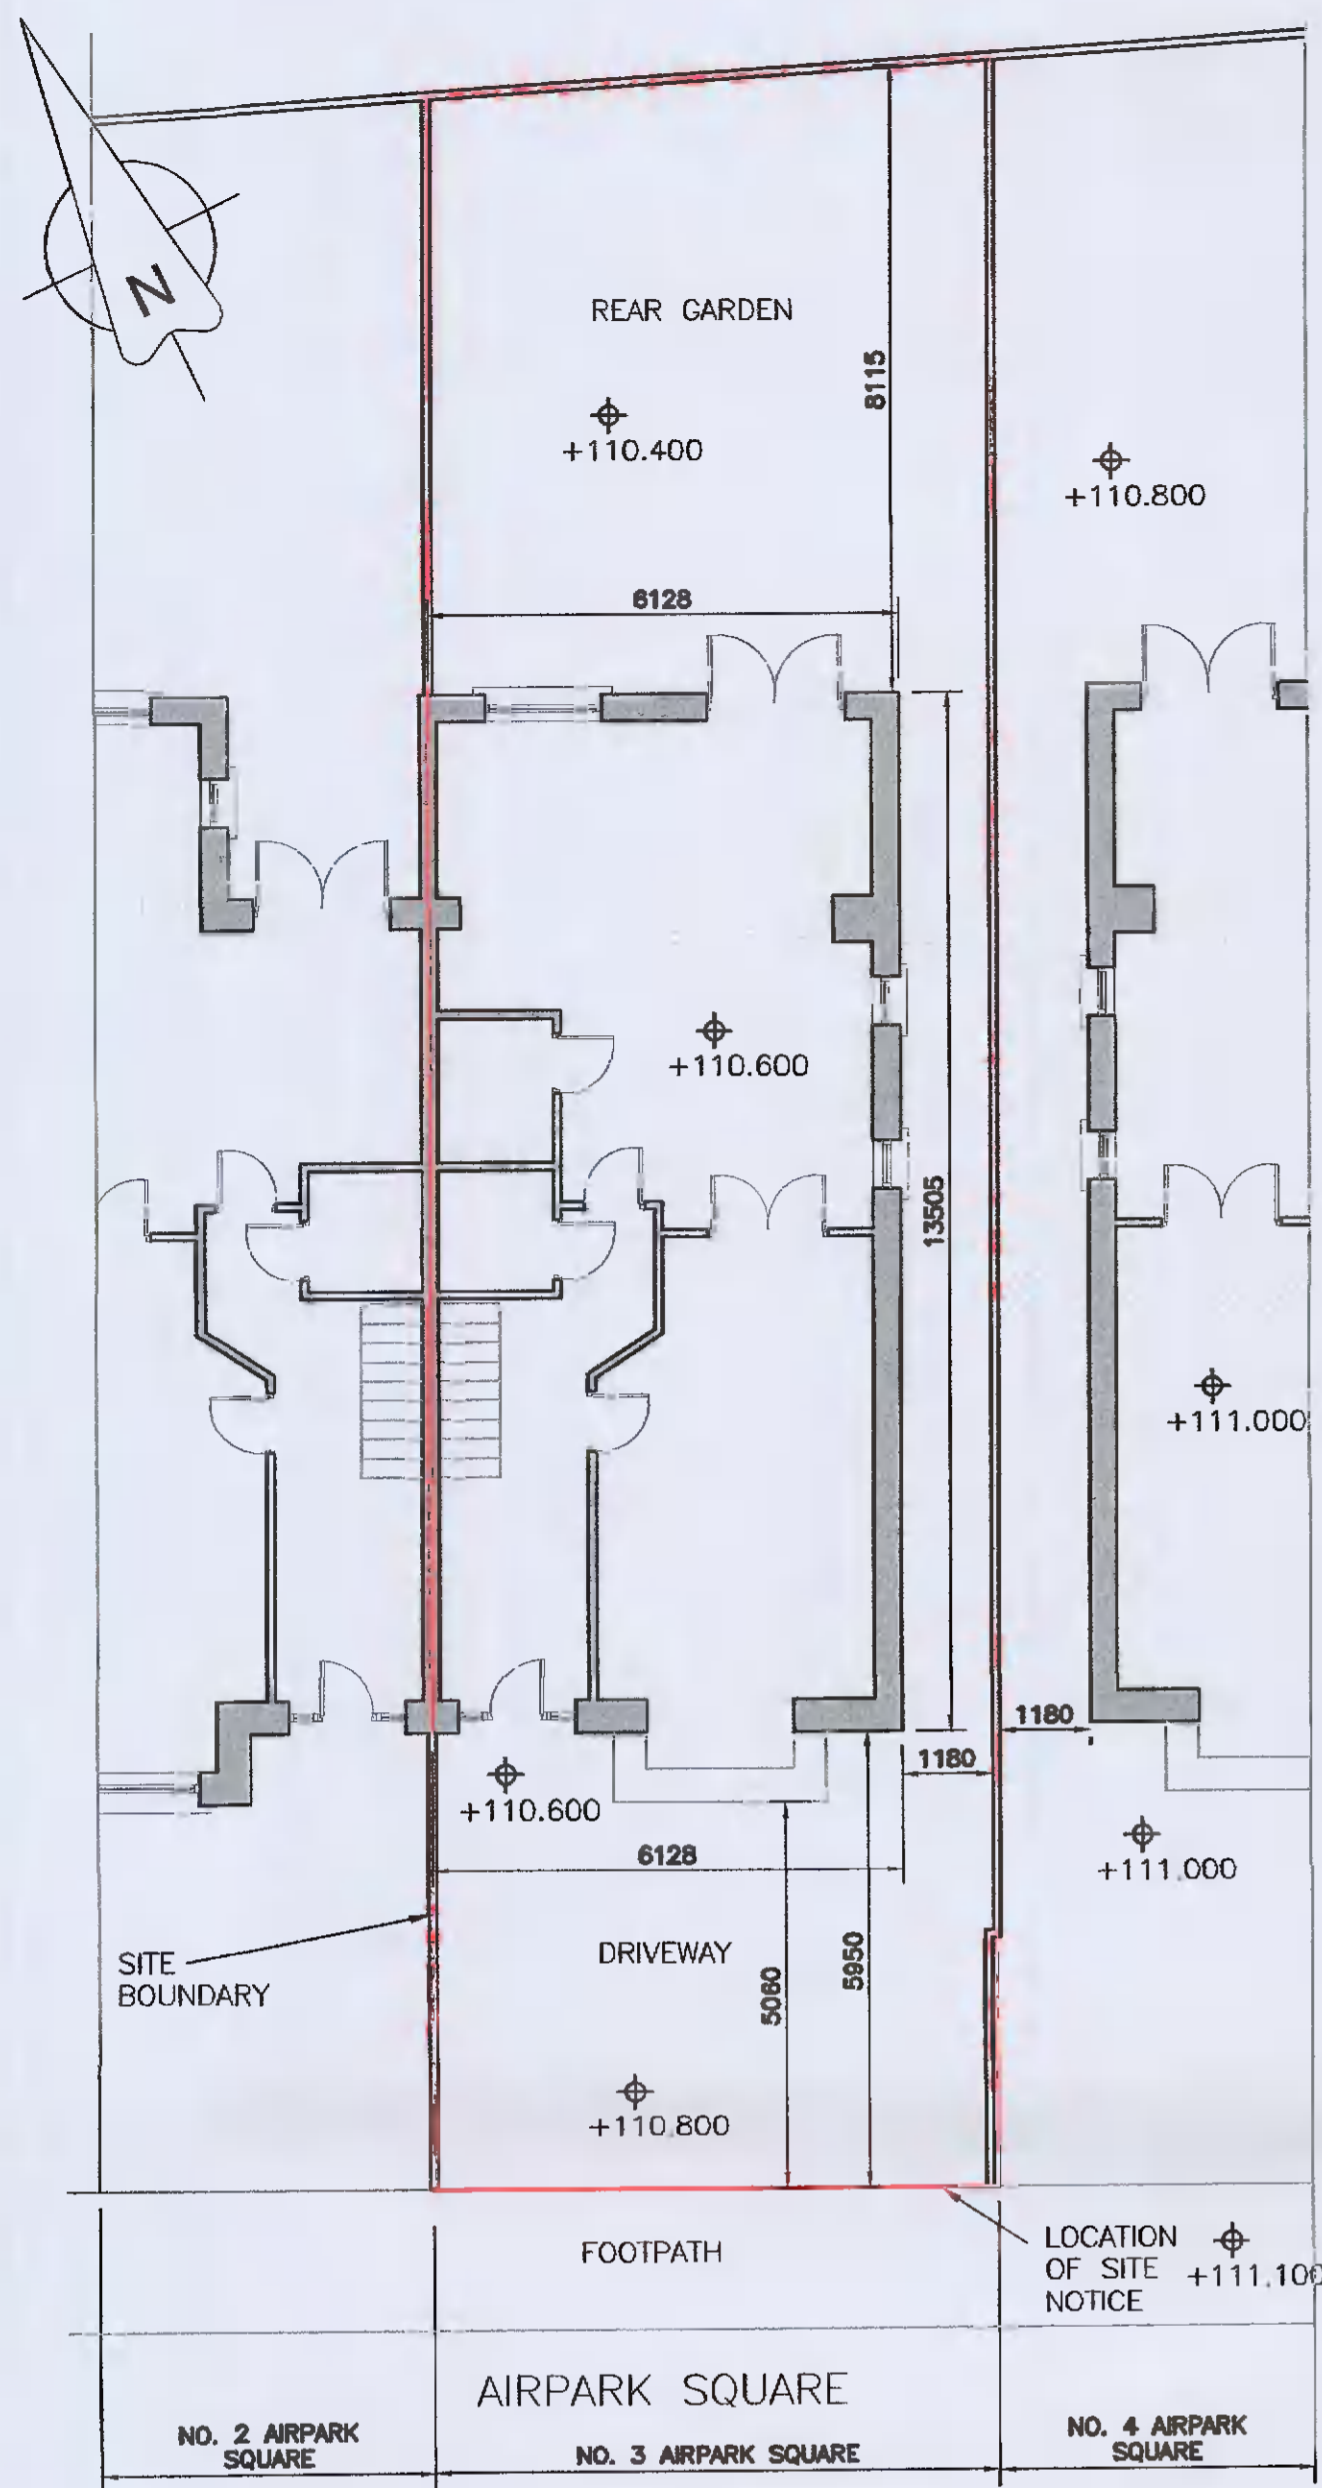 N
REAR GARDEN
8115
+110.400
+110.800
6128
+110.600
13505
+111.000
1180
1180
+110.600
6128
+111.000
SITE
BOUNDARY
DRIVEWAY
5060
5950
+110.800
FOOTPATH
LOCATION
OF SITE
NOTICE
+111.100
AIRPARK SQUARE
NO. 2 AIRPARK
SQUARE
NO. 3 AIRPARK SQUARE
NO. 4 AIRPARK
SQUARE